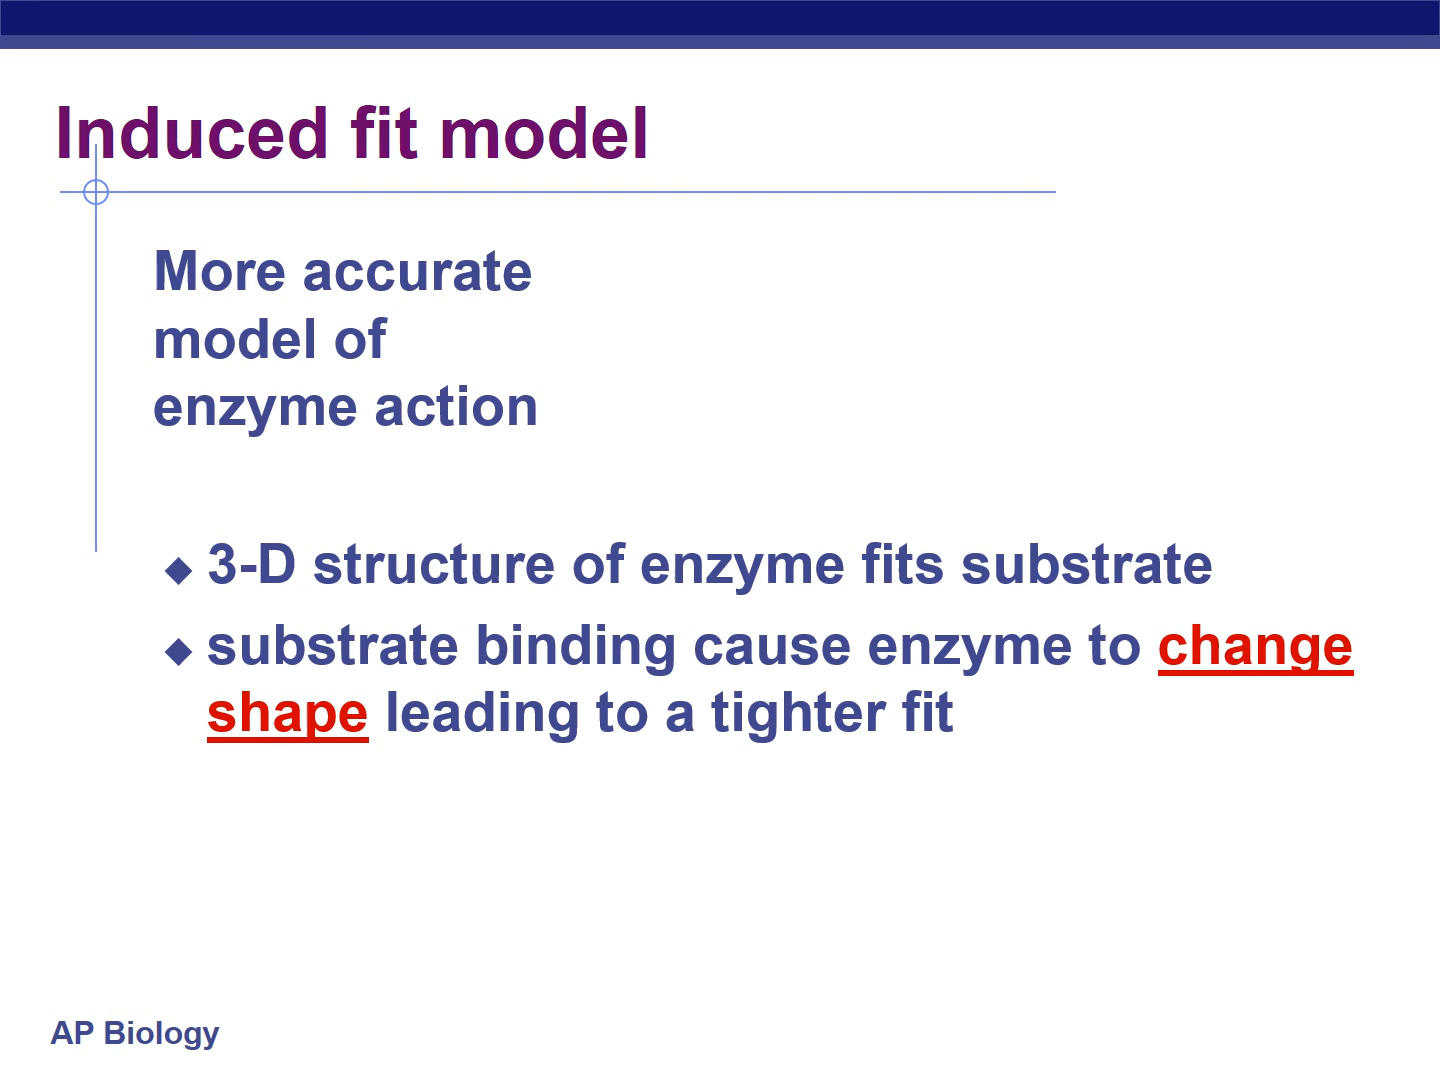 Induced fit model
More accurate
model of
enzyme action
3-D structure of enzyme fits substrate
substrate binding cause enzyme to change
shape leading to a tighter fit
AP Biology